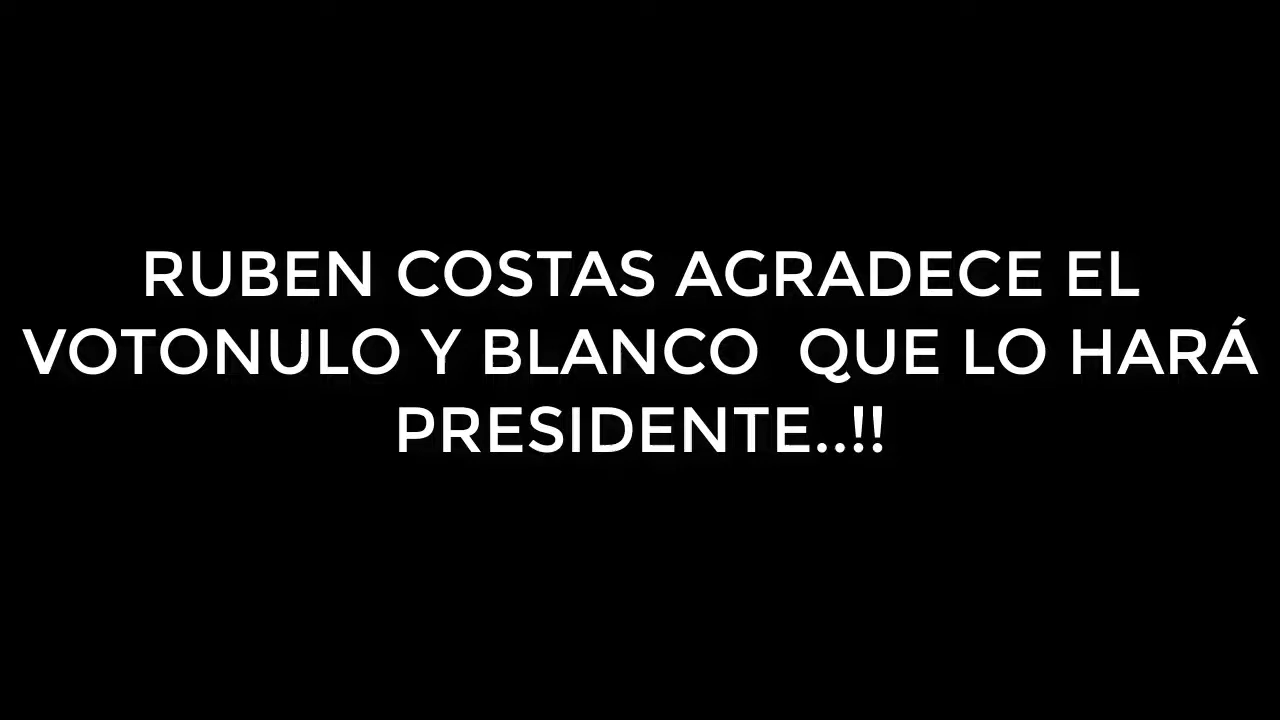 RUBEN COSTAS AGRADECE EL
VOTONULO Y BLANCO  QUE LO HARÁ
PRESIDENTE..!!